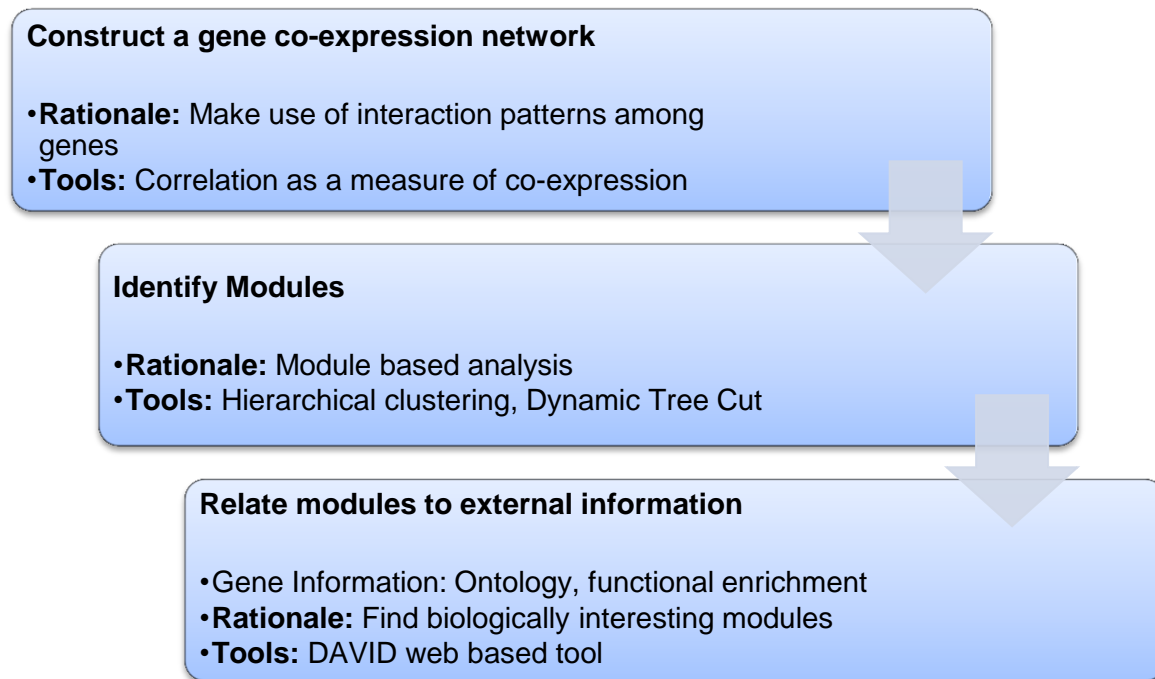 Construct a gene co-expression network
•Rationale: Make use of interaction patterns among
genes
•Tools: Correlation as a measure of co-expression
Identify Modules
•Rationale: Module based analysis
•Tools: Hierarchical clustering, Dynamic Tree Cut
Relate modules to external information
•Gene Information: Ontology, functional enrichment
•Rationale: Find biologically interesting modules
•Tools: DAVID web based tool